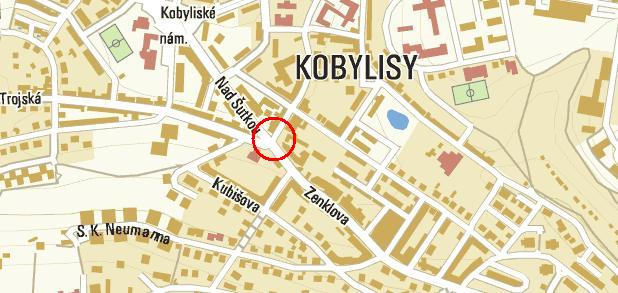 Kobyliské
nám.
KOBYLISY
Trojská
Nad Šutkou
Kubišova
Zenklova
S. K. Neumanna